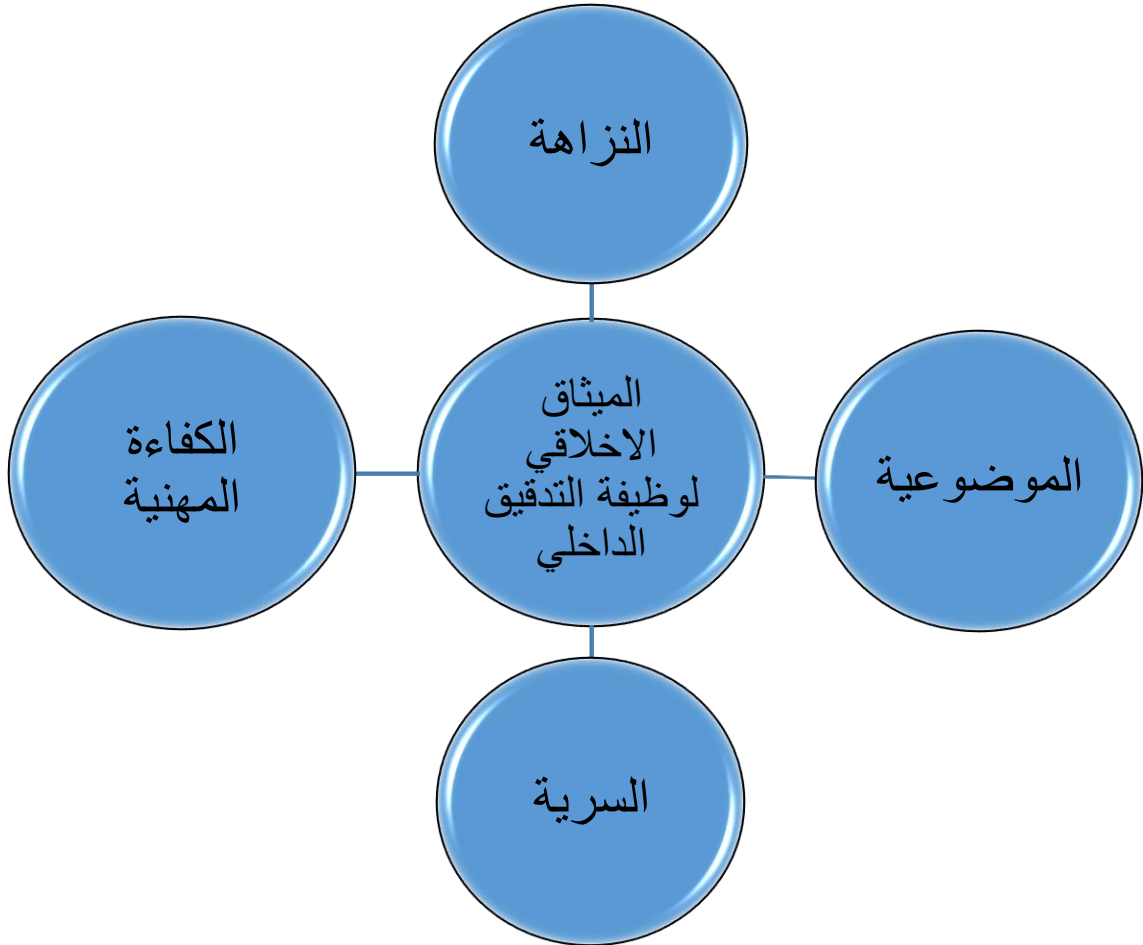 النزاهة
الميثاق
الاخلاقي
لوظيفة التدقيق
الداخلي
الموضوعية
الكفاءة
المهنية
السرية